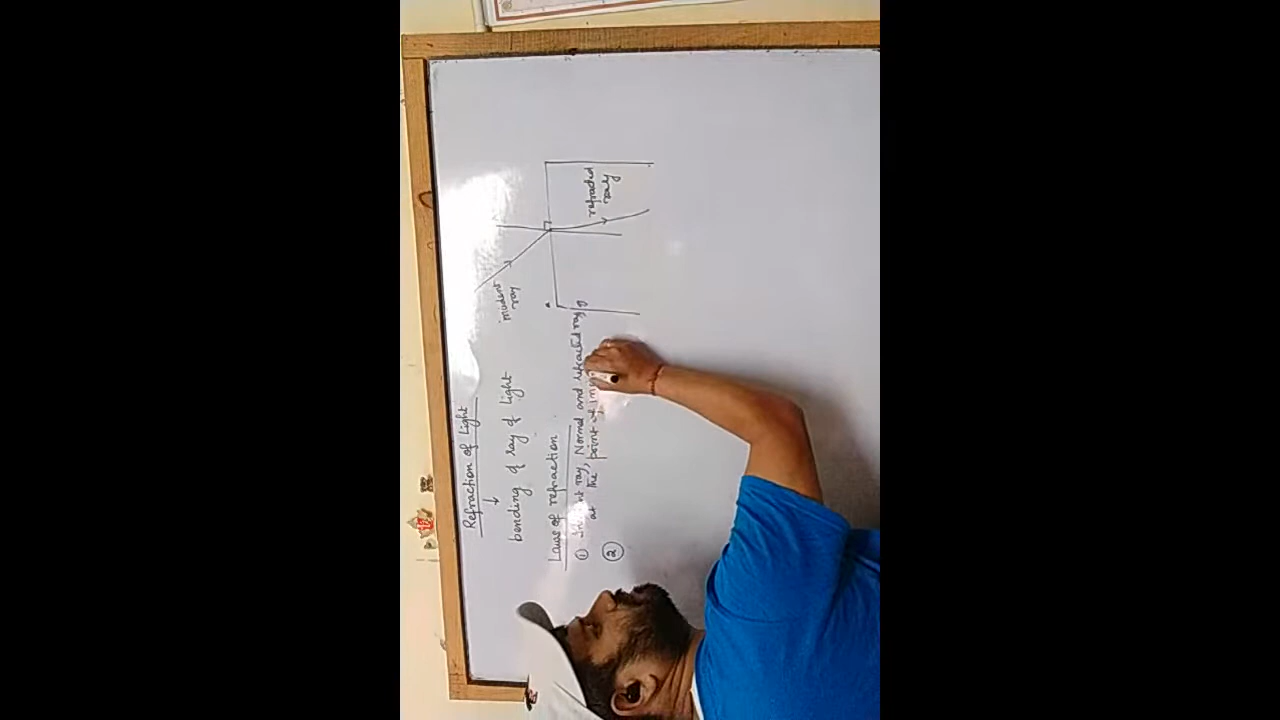 Refraction of Light
↓
bending of ray of Light
Laws of refraction
① Incident ray, Normal and refracted ray
at the, point of
②
incident
ray
refracted
ray